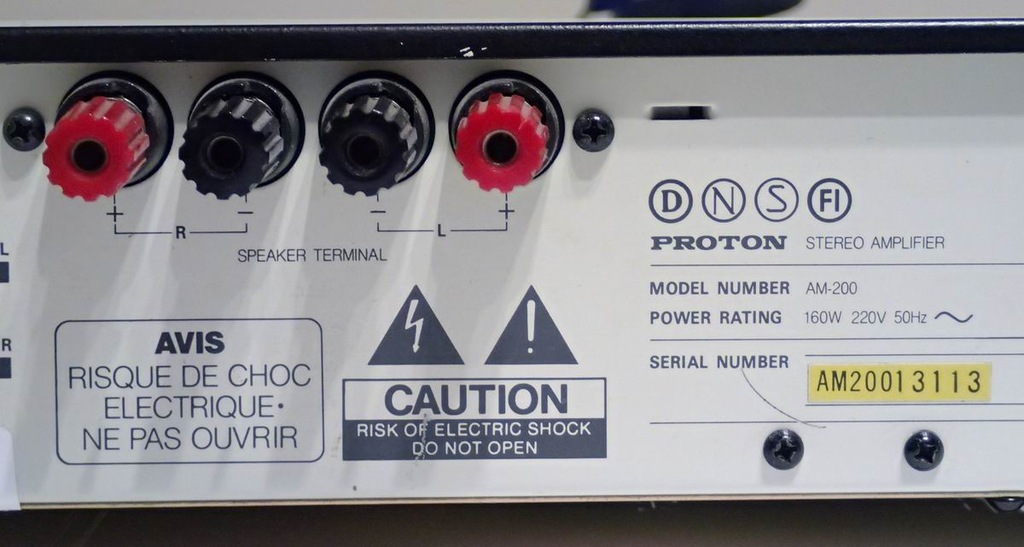 + - - +
R L
SPEAKER TERMINAL
L
R
AVIS
RISQUE DE CHOC
ELECTRIQUE·
NE PAS OUVRIR
CAUTION
RISK OF ELECTRIC SHOCK
DO NOT OPEN
D N S FI
PROTON STEREO AMPLIFIER
MODEL NUMBER AM-200
POWER RATING 160W 220V 50Hz ~
SERIAL NUMBER AM20013113